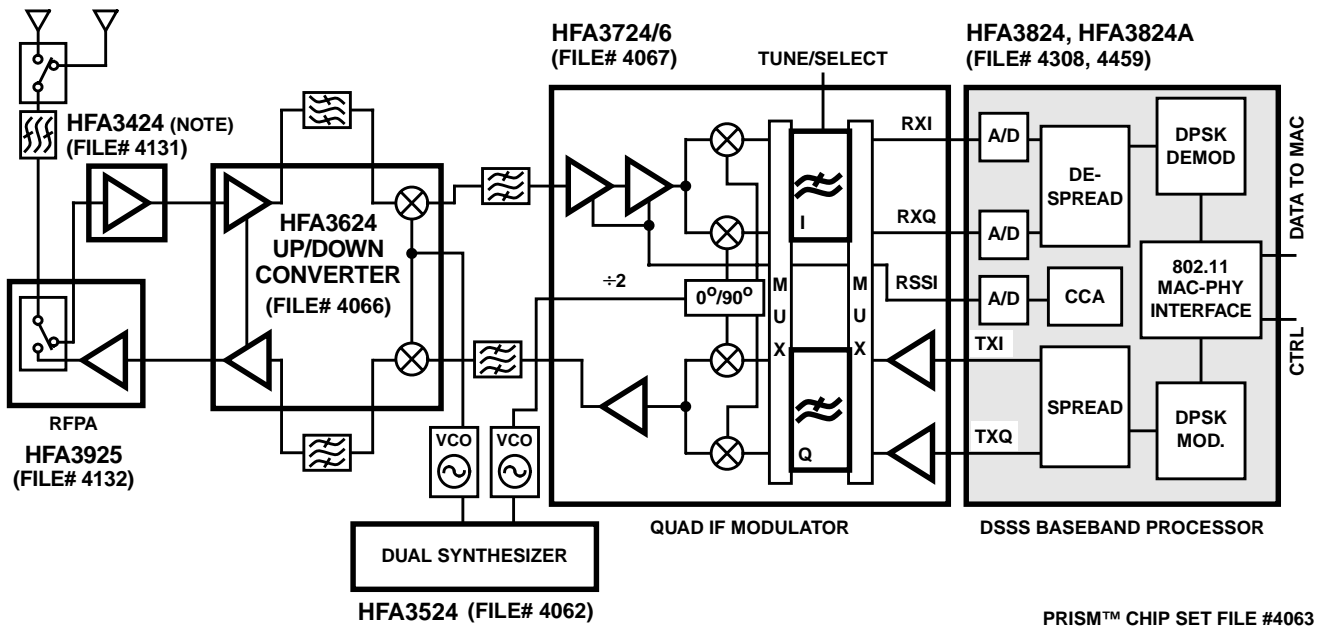 HFA3424 (NOTE)
(FILE# 4131)
HFA3624
UP/DOWN
CONVERTER
(FILE# 4066)
RFPA
HFA3925
(FILE# 4132)
VCO
VCO
DUAL SYNTHESIZER
HFA3524 (FILE# 4062)
HFA3724/6
(FILE# 4067)
TUNE/SELECT
I
÷2
0°/90°
M
U
X
M
U
X
Q
RXI
RXQ
RSSI
TXI
TXQ
QUAD IF MODULATOR
HFA3824, HFA3824A
(FILE# 4308, 4459)
A/D
A/D
A/D
DE-
SPREAD
CCA
DPSK
DEMOD
802.11
MAC-PHY
INTERFACE
SPREAD
DPSK
MOD.
DATA TO MAC
CTRL
DSSS BASEBAND PROCESSOR
PRISM™ CHIP SET FILE #4063